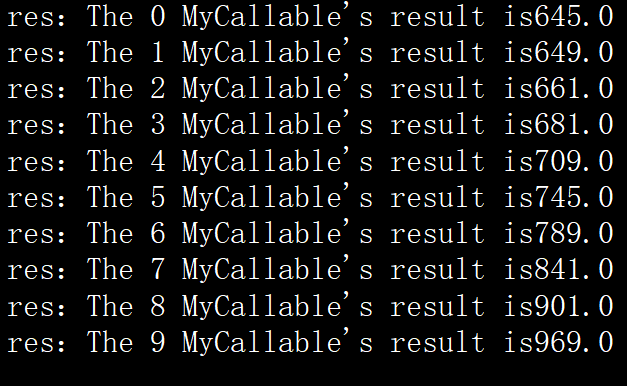 res：The 0 MyCallable's result is645.0
res：The 1 MyCallable's result is649.0
res：The 2 MyCallable's result is661.0
res：The 3 MyCallable's result is681.0
res：The 4 MyCallable's result is709.0
res：The 5 MyCallable's result is745.0
res：The 6 MyCallable's result is789.0
res：The 7 MyCallable's result is841.0
res：The 8 MyCallable's result is901.0
res：The 9 MyCallable's result is969.0